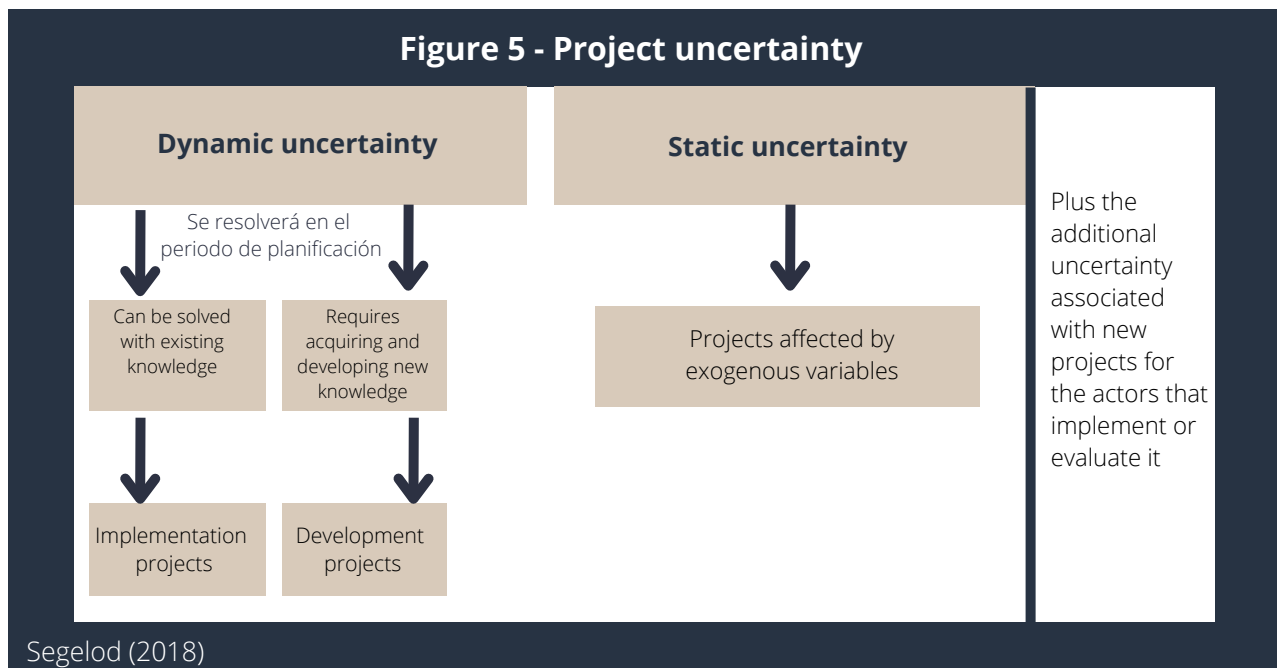 Figure 5 - Project uncertainty
Dynamic uncertainty
Se resolverá en el
periodo de planificación
Can be solved
with existing
knowledge
Requires
acquiring and
developing new
knowledge
Implementation
projects
Development
projects
Static uncertainty
Projects affected by
exogenous variables
Plus the
additional
uncertainty
associated
with new
projects for
the actors that
implement or
evaluate it
Segelod (2018)